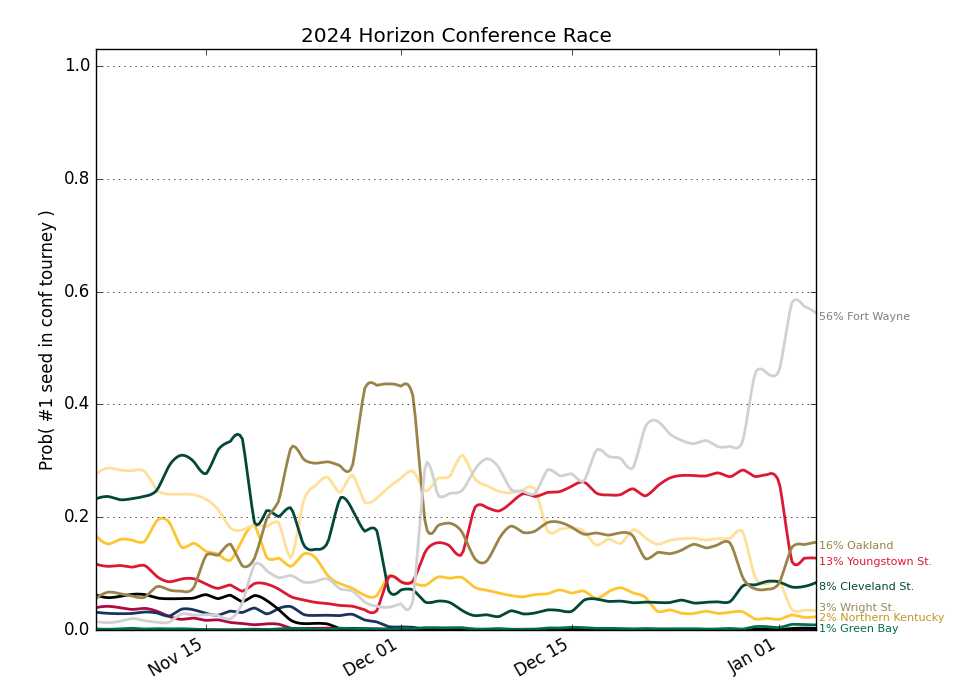 2024 Horizon Conference Race
Prob( #1 seed in conf tourney )
1.0
0.8
0.6
0.4
0.2
0.0
56% Fort Wayne
16% Oakland
13% Youngstown St.
8% Cleveland St.
3% Wright St.
2% Northern Kentucky
1% Green Bay
Nov 15
Dec 01
Dec 15
Jan 01